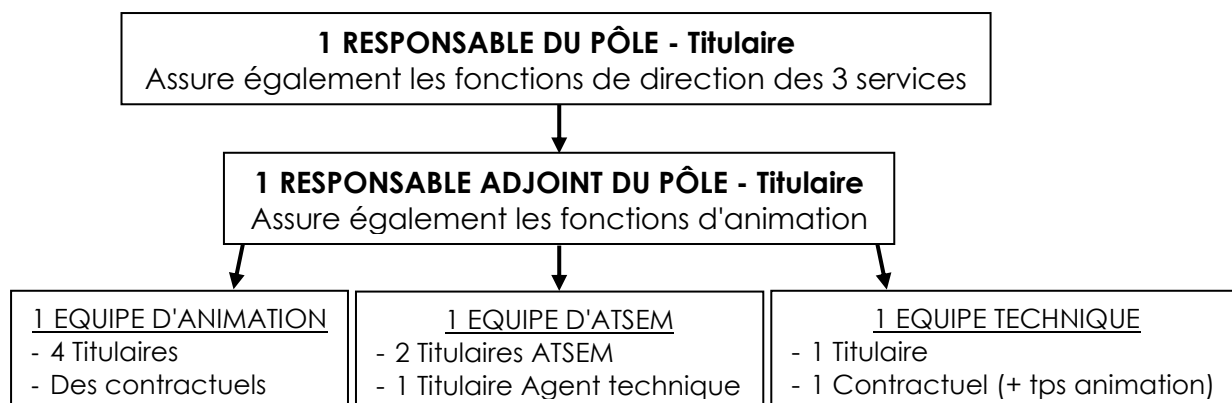 1 RESPONSABLE DU PÔLE - Titulaire
Assure également les fonctions de direction des 3 services
1 RESPONSABLE ADJOINT DU PÔLE - Titulaire
Assure également les fonctions d'animation
1 EQUIPE D'ANIMATION
- 4 Titulaires
- Des contractuels
1 EQUIPE D'ATSEM
- 2 Titulaires ATSEM
- 1 Titulaire Agent technique
1 EQUIPE TECHNIQUE
- 1 Titulaire
- 1 Contractuel (+ tps animation)